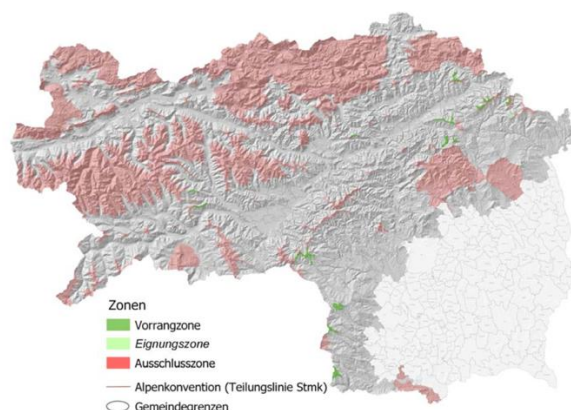 Zonen
Vorrangzone
Eignungszone
Ausschlusszone
Alpenkonvention (Teilungslinie Stmk)
Gemeindegrenzen